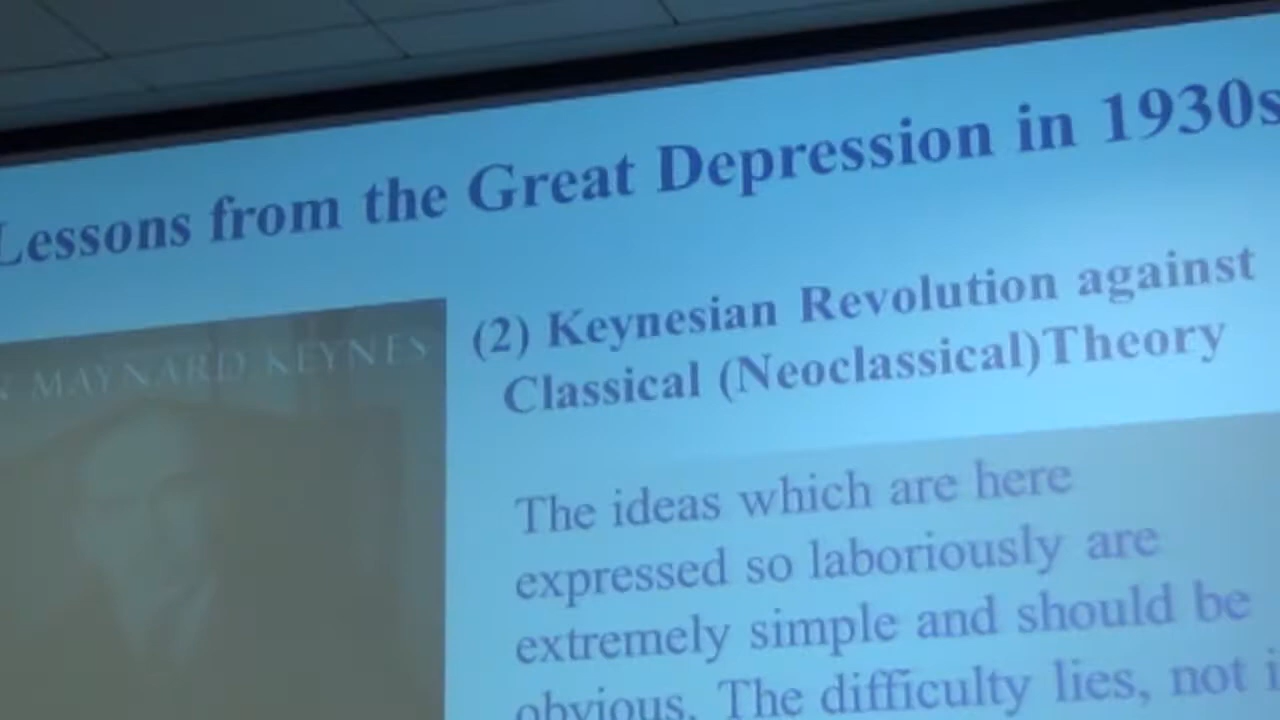 Lessons from the Great Depression in 1930s
MAYNARD KEYNES
(2) Keynesian Revolution against
Classical (Neoclassical)Theory
The ideas which are here
expressed so laboriously are
extremely simple and should be
obvious. The difficulty lies, not